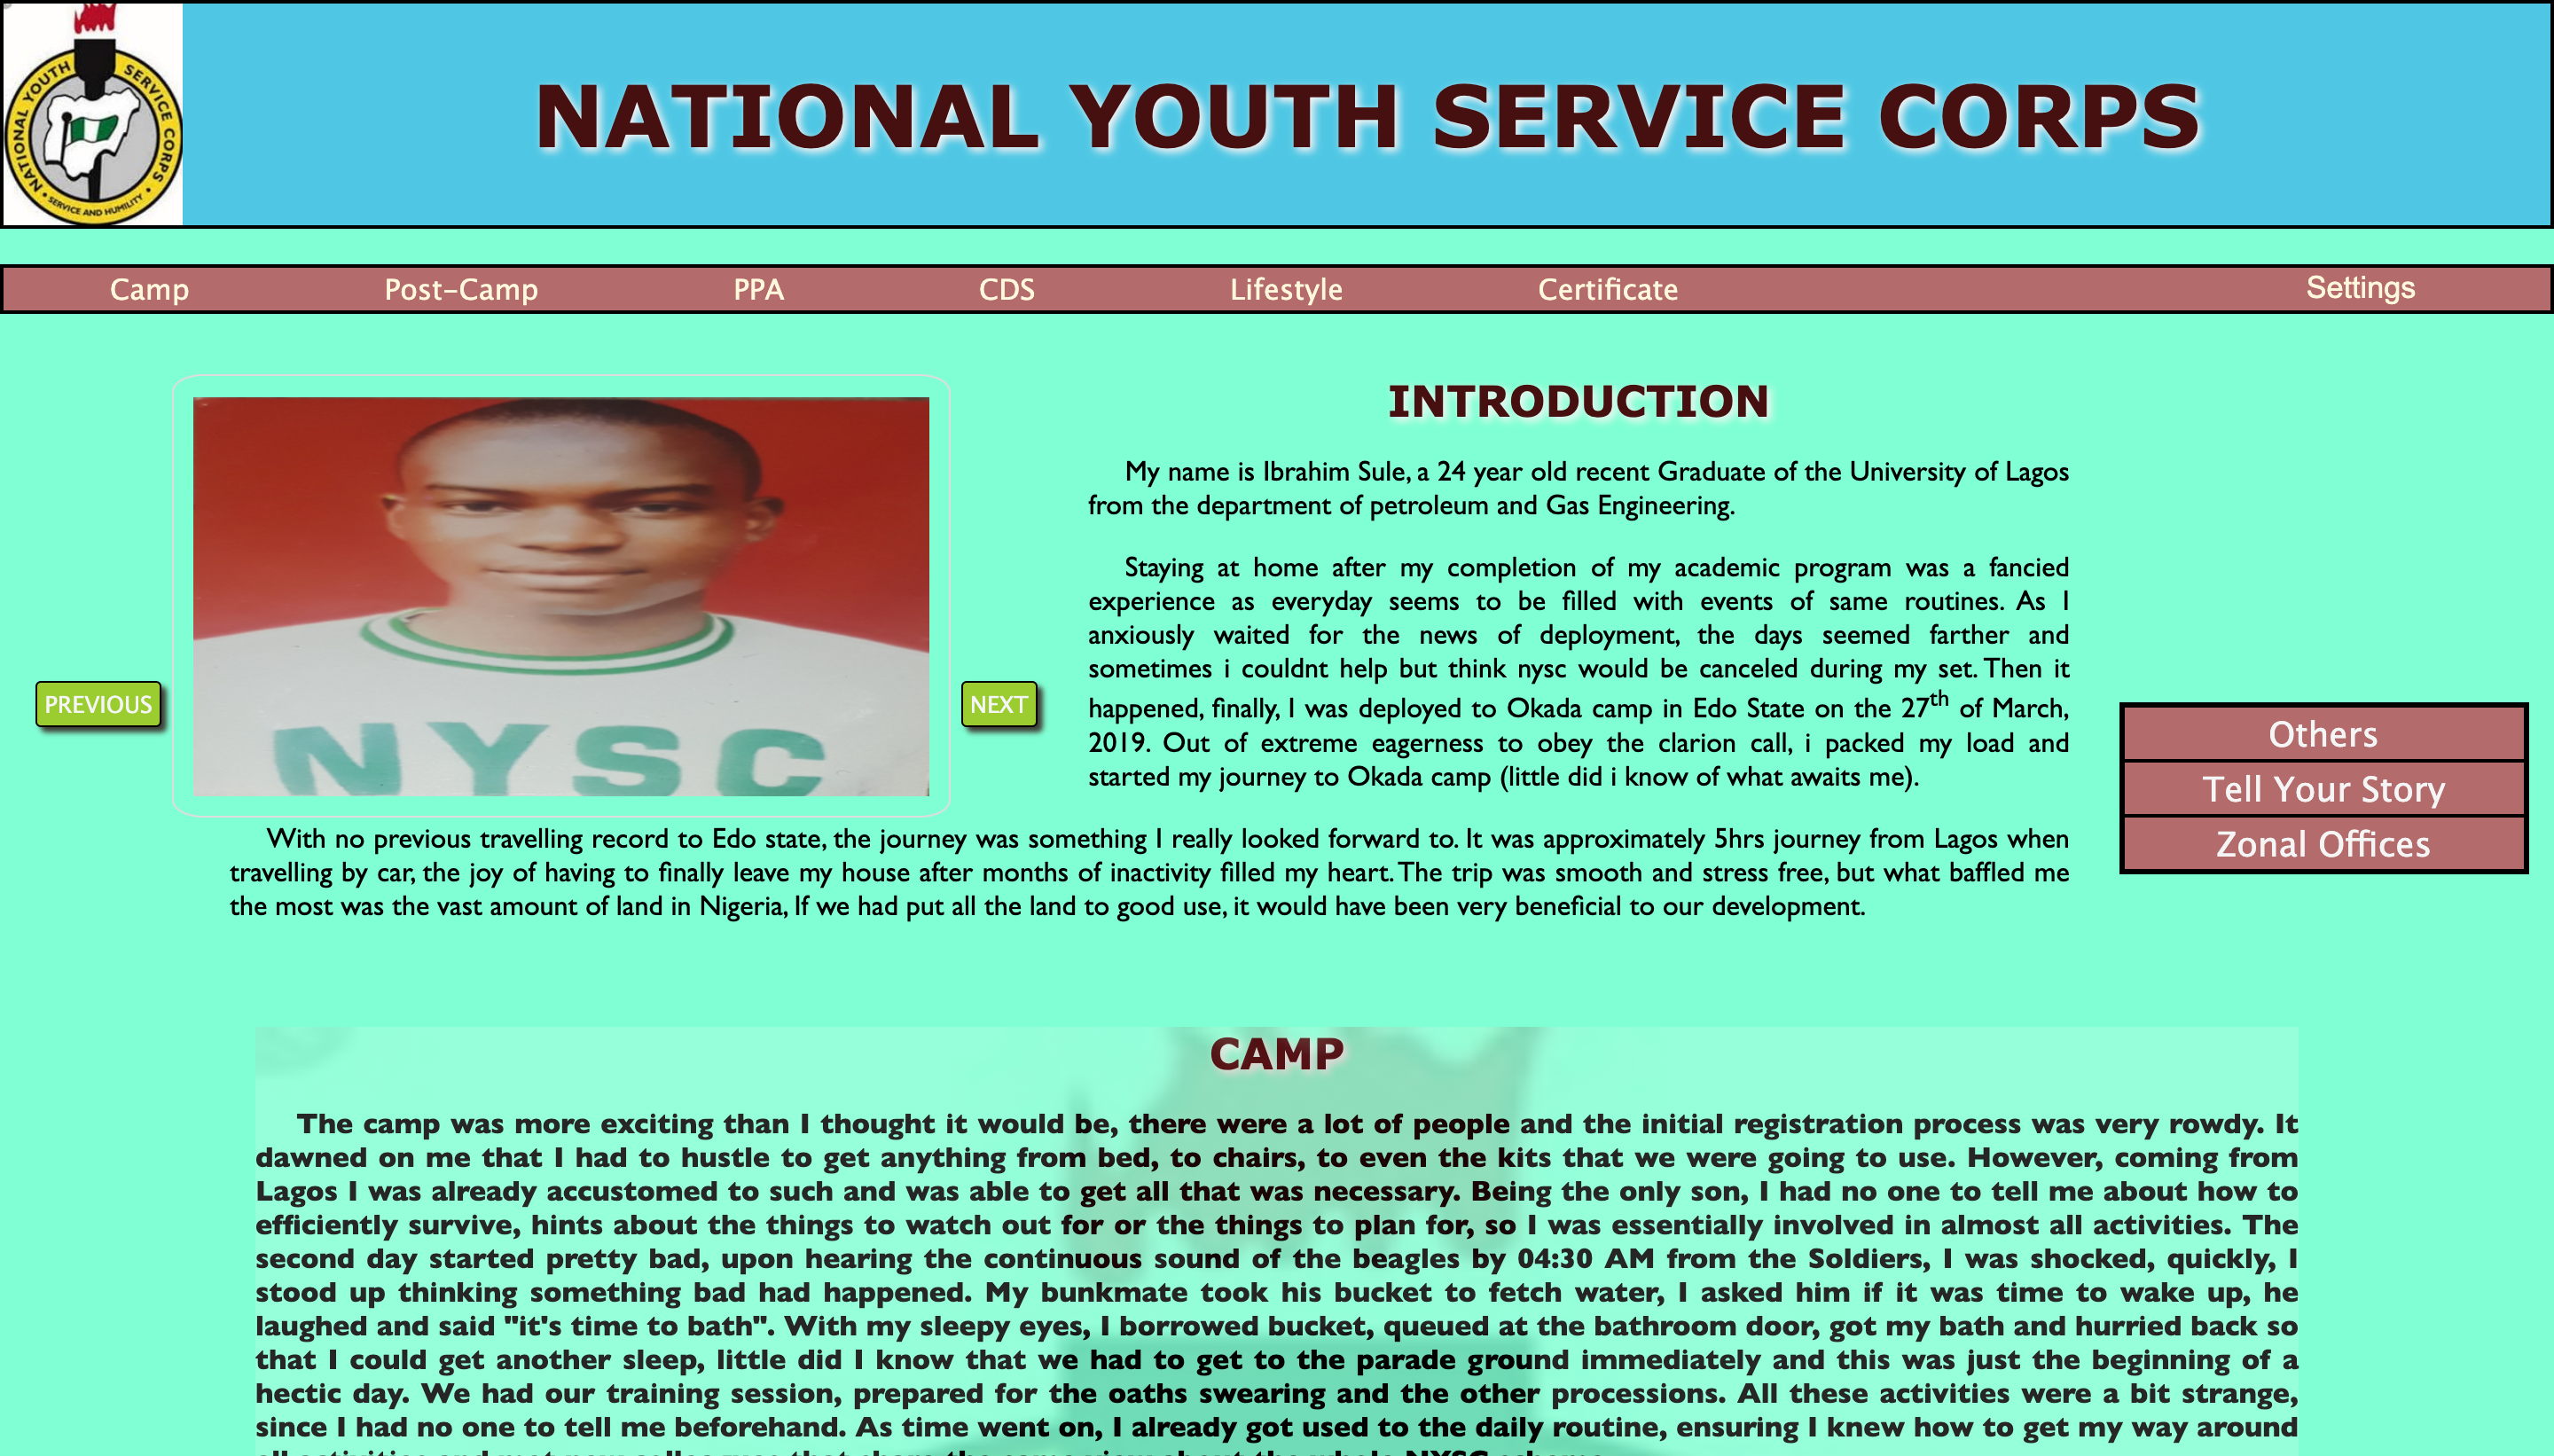 NATIONAL YOUTH SERVICE CORPS
SERVICE AND HUMILITY
NATIONAL YOUTH SERVICE CORPS
Camp
Post-Camp
PPA
CDS
Lifestyle
Certificate
Settings
PREVIOUS
NYSC
NEXT
INTRODUCTION
My name is Ibrahim Sule, a 24 year old recent Graduate of the University of Lagos
from the department of petroleum and Gas Engineering.
Staying at home after my completion of my academic program was a fancied
experience as everyday seems to be filled with events of same routines. As I
anxiously waited for the news of deployment, the days seemed farther and
sometimes i couldnt help but think nysc would be canceled during my set. Then it
happened, finally, I was deployed to Okada camp in Edo State on the 27th of March,
2019. Out of extreme eagerness to obey the clarion call, i packed my load and
started my journey to Okada camp (little did i know of what awaits me).
With no previous travelling record to Edo state, the journey was something I really looked forward to. It was approximately 5hrs journey from Lagos when
travelling by car, the joy of having to finally leave my house after months of inactivity filled my heart. The trip was smooth and stress free, but what baffled me
the most was the vast amount of land in Nigeria, If we had put all the land to good use, it would have been very beneficial to our development.
Others
Tell Your Story
Zonal Offices
CAMP
The camp was more exciting than I thought it would be, there were a lot of people and the initial registration process was very rowdy. It
dawned on me that I had to hustle to get anything from bed, to chairs, to even the kits that we were going to use. However, coming from
Lagos I was already accustomed to such and was able to get all that was necessary. Being the only son, I had no one to tell me about how to
efficiently survive, hints about the things to watch out for or the things to plan for, so I was essentially involved in almost all activities. The
second day started pretty bad, upon hearing the continuous sound of the beagles by 04:30 AM from the Soldiers, I was shocked, quickly, I
stood up thinking something bad had happened. My bunkmate took his bucket to fetch water, I asked him if it was time to wake up, he
laughed and said "it's time to bath". With my sleepy eyes, I borrowed bucket, queued at the bathroom door, got my bath and hurried back so
that I could get another sleep, little did I know that we had to get to the parade ground immediately and this was just the beginning of a
hectic day. We had our training session, prepared for the oaths swearing and the other processions. All these activities were a bit strange,
since I had no one to tell me beforehand. As time went on, I already got used to the daily routine, ensuring I knew how to get my way around